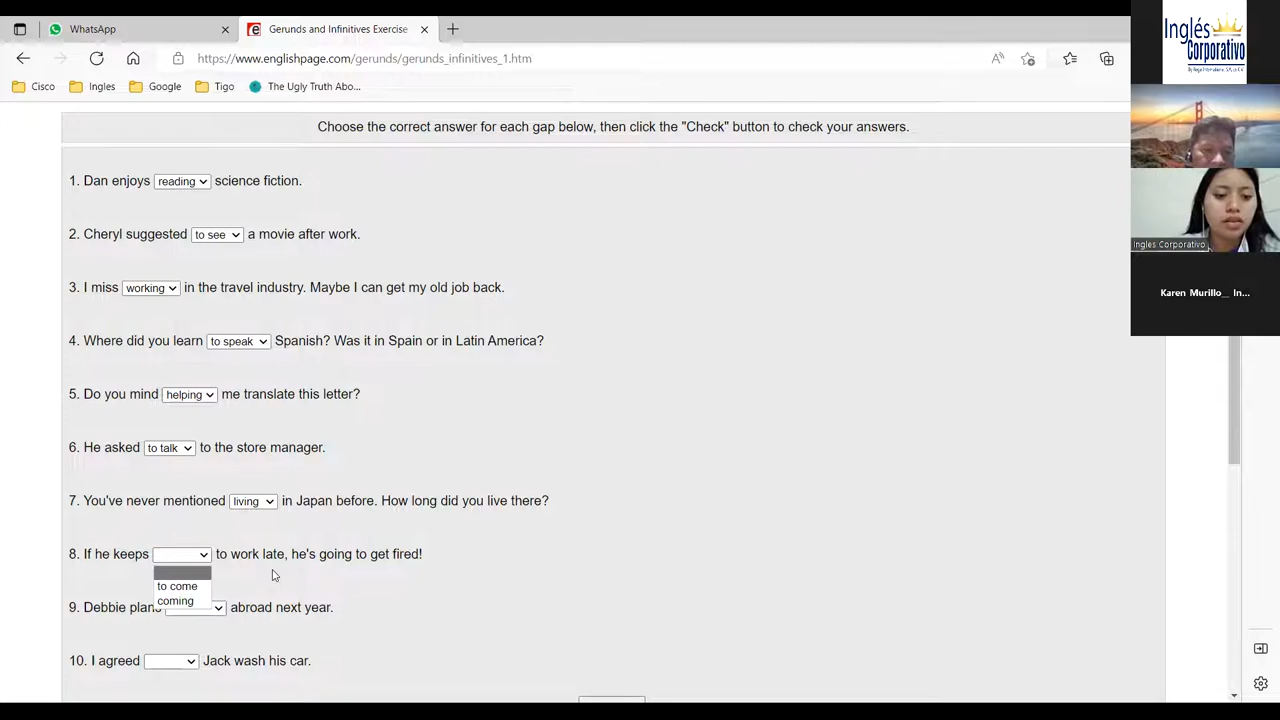 WhatsApp
Gerunds and Infinitives Exercise
https://www.englishpage.com/gerunds/gerunds_infinitives_1.htm
Cisco
Ingles
Google
Tigo
The Ugly Truth Abo...
Choose the correct answer for each gap below, then click the "Check" button to check your answers.
1. Dan enjoys reading science fiction.
2. Cheryl suggested to see a movie after work.
3. I miss working in the travel industry. Maybe I can get my old job back.
4. Where did you learn to speak Spanish? Was it in Spain or in Latin America?
5. Do you mind helping me translate this letter?
6. He asked to talk to the store manager.
7. You've never mentioned living in Japan before. How long did you live there?
8. If he keeps to work late, he's going to get fired!
to come
coming
9. Debbie plans abroad next year.
10. I agreed Jack wash his car.
Inglés
Corporativo
Ingles Corporativo
Karen Murillo__ In...